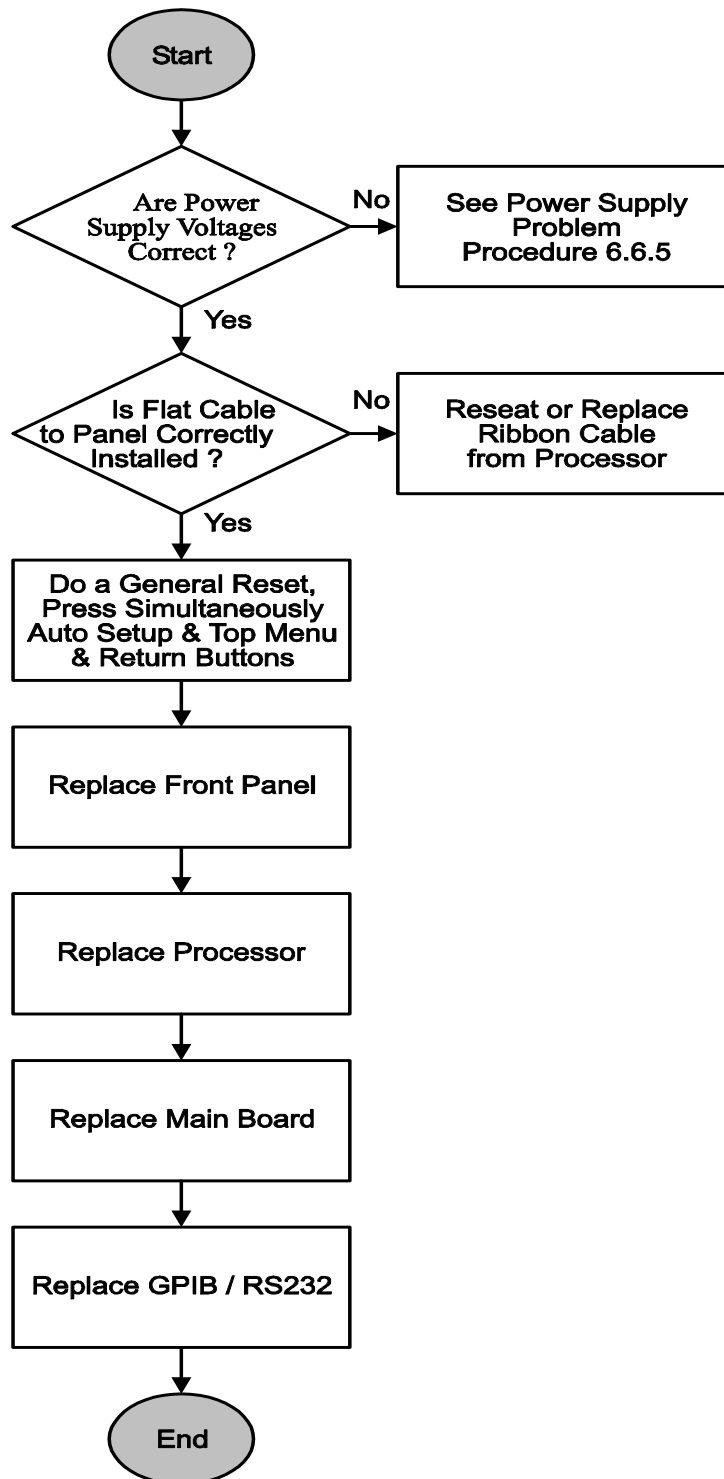 Start
Are Power
Supply Voltages
Correct ?
No
See Power Supply
Problem
Procedure 6.6.5
Yes
Is Flat Cable
to Panel Correctly
Installed ?
No
Reseat or Replace
Ribbon Cable
from Processor
Yes
Do a General Reset,
Press Simultaneously
Auto Setup & Top Menu
& Return Buttons
Replace Front Panel
Replace Processor
Replace Main Board
Replace GPIB / RS232
End